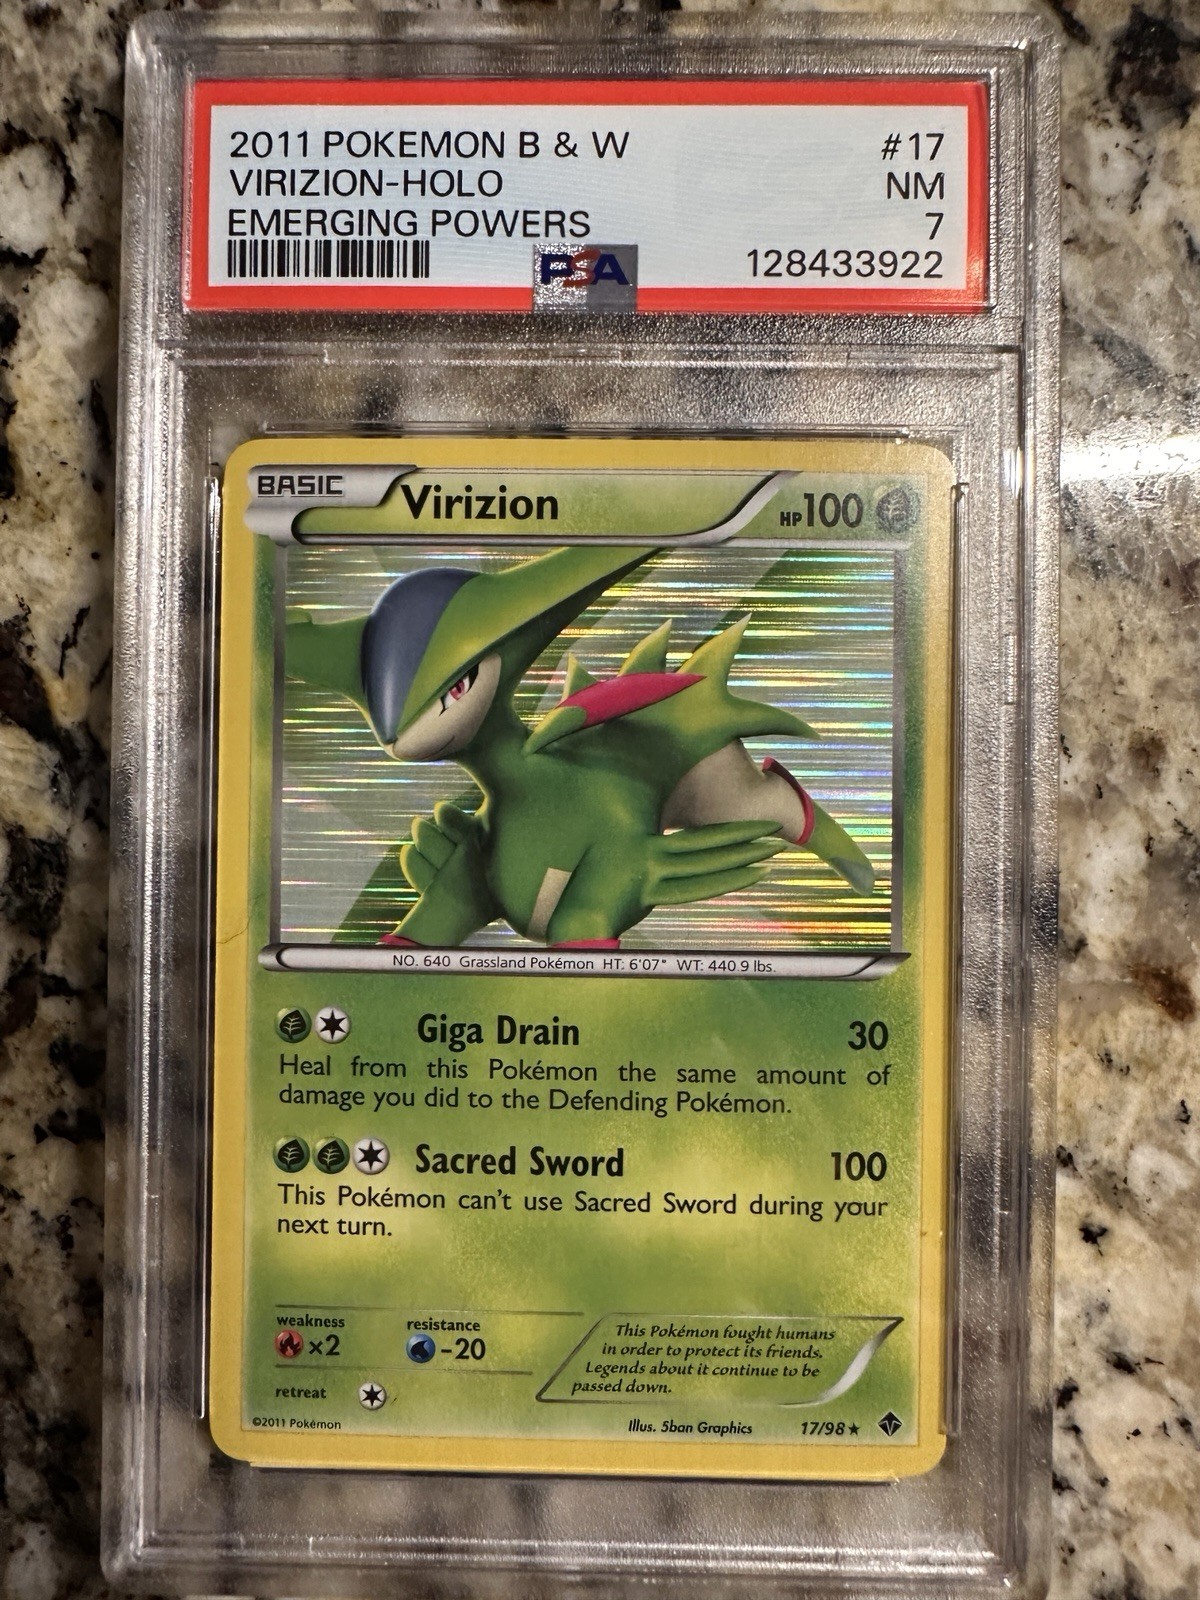 2011 POKEMON B & W #17
VIRIZION-HOLO NM
EMERGING POWERS 7
PSA 128433922
BASIC Virizion HP100
NO. 640 Grassland Pokémon HT: 6'07" WT: 440.9 lbs.
Giga Drain 30
Heal from this Pokémon the same amount of
damage you did to the Defending Pokémon.
Sacred Sword 100
This Pokémon can't use Sacred Sword during your
next turn.
weakness resistance
×2 -20
retreat
This Pokémon fought humans
in order to protect its friends.
Legends about it continue to be
passed down.
©2011 Pokémon Illus. 5ban Graphics 17/98★